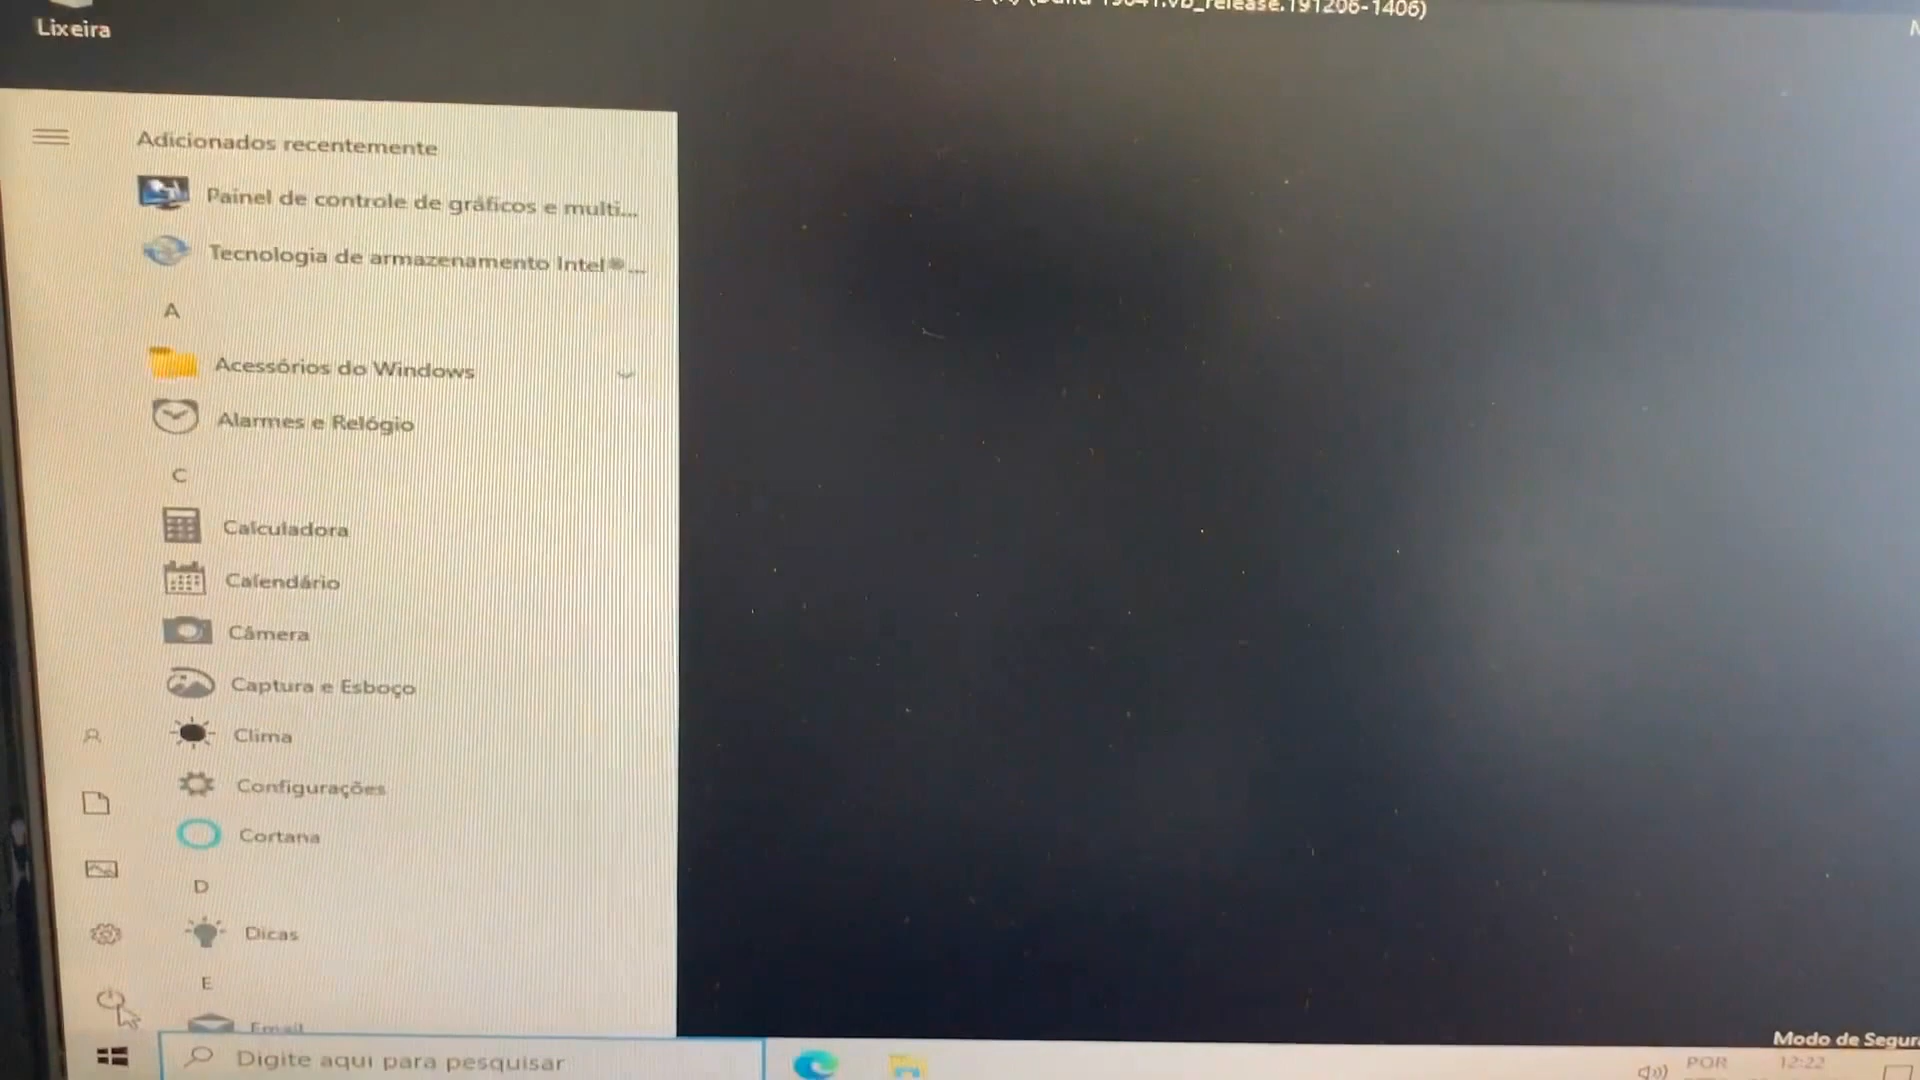 vb_release.191206-1406)
Lixeira
Adicionados recentemente
Painel de controle de gráficos e multi...
Tecnologia de armazenamento Intel®...
A
Acessórios do Windows
Alarmes e Relógio
C
Calculadora
Calendário
Câmera
Captura e Esboço
Clima
Configurações
Cortana
D
Dicas
E
Email
Modo de Segur
Digite aqui para pesquisar
POR
12:22